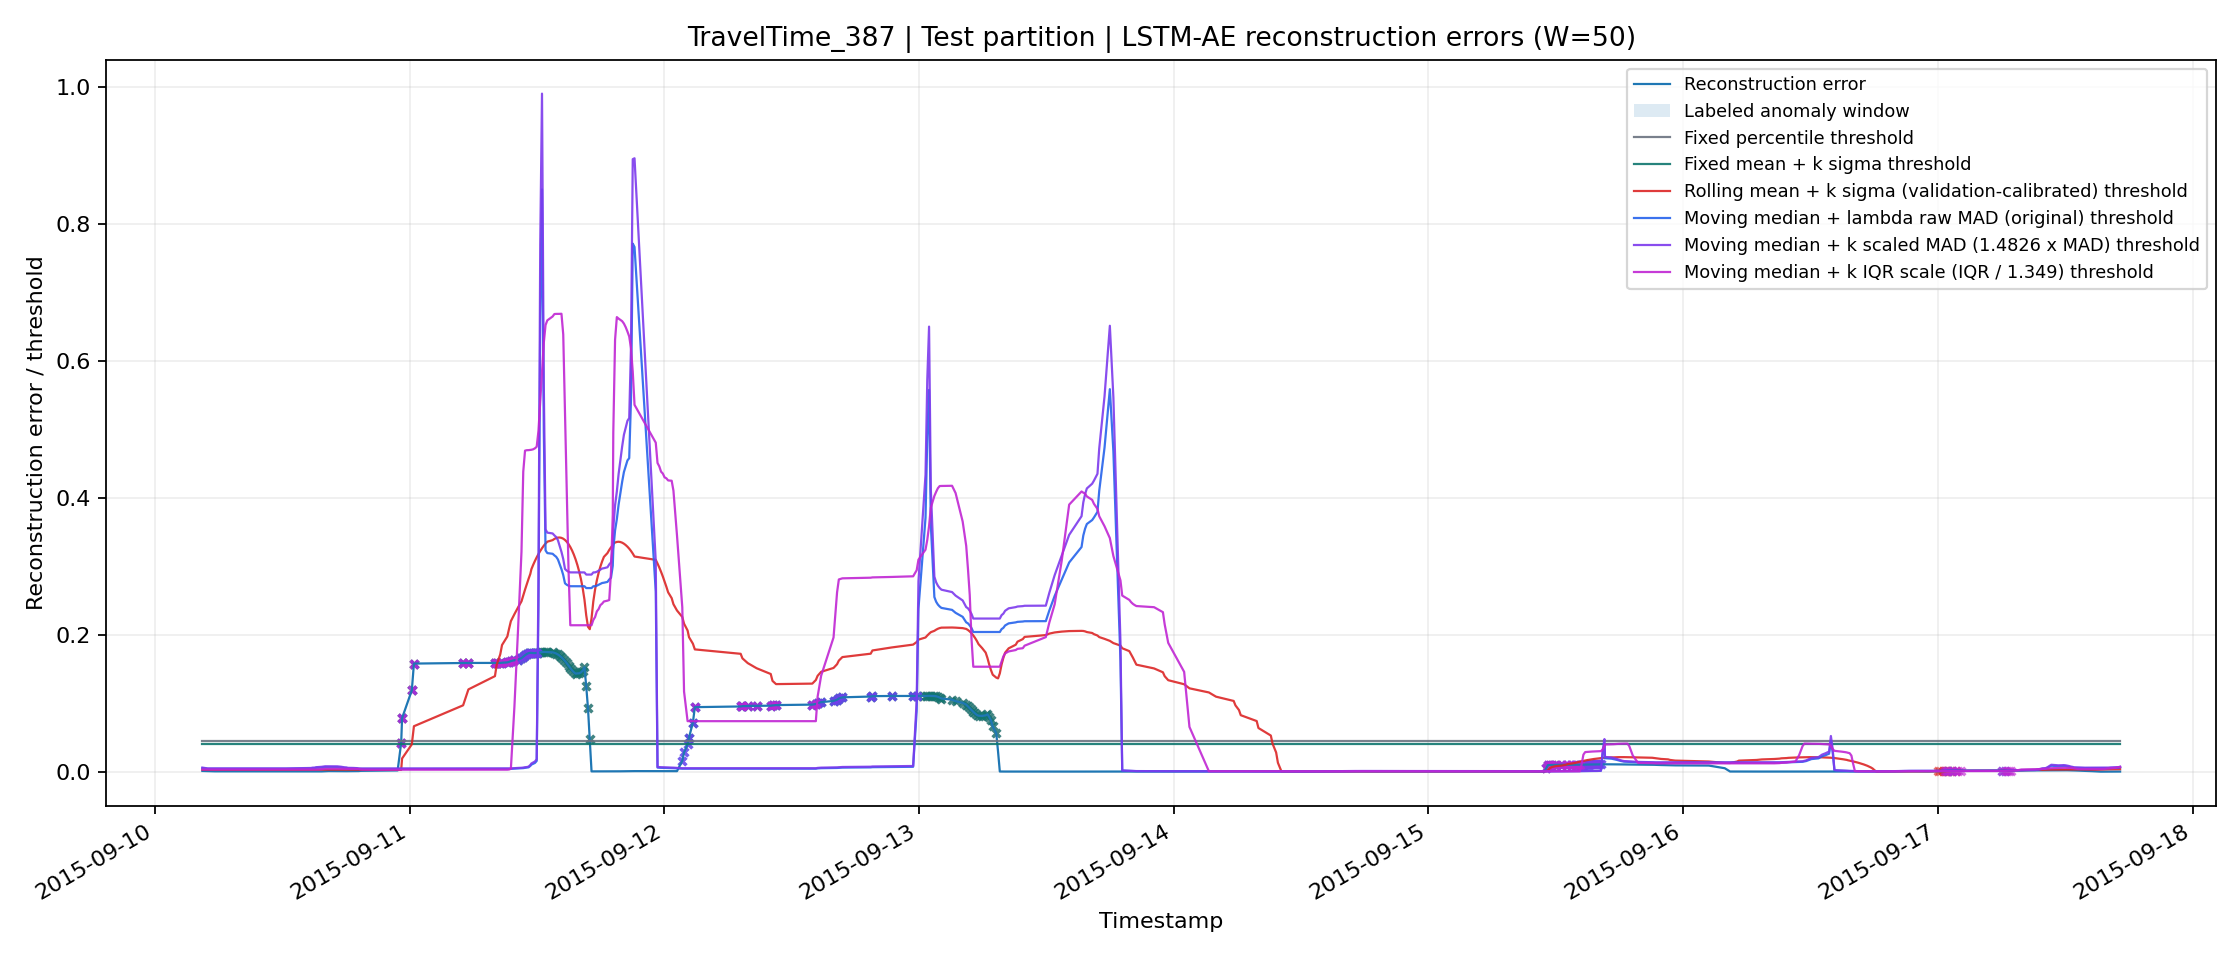 TravelTime_387 | Test partition | LSTM-AE reconstruction errors (W=50)
Reconstruction error / threshold
1.0
0.8
0.6
0.4
0.2
0.0
Reconstruction error
Labeled anomaly window
Fixed percentile threshold
Fixed mean + k sigma threshold
Rolling mean + k sigma (validation-calibrated) threshold
Moving median + lambda raw MAD (original) threshold
Moving median + k scaled MAD (1.4826 x MAD) threshold
Moving median + k IQR scale (IQR / 1.349) threshold
2015-09-10
2015-09-11
2015-09-12
2015-09-13
2015-09-14
2015-09-15
2015-09-16
2015-09-17
2015-09-18
Timestamp